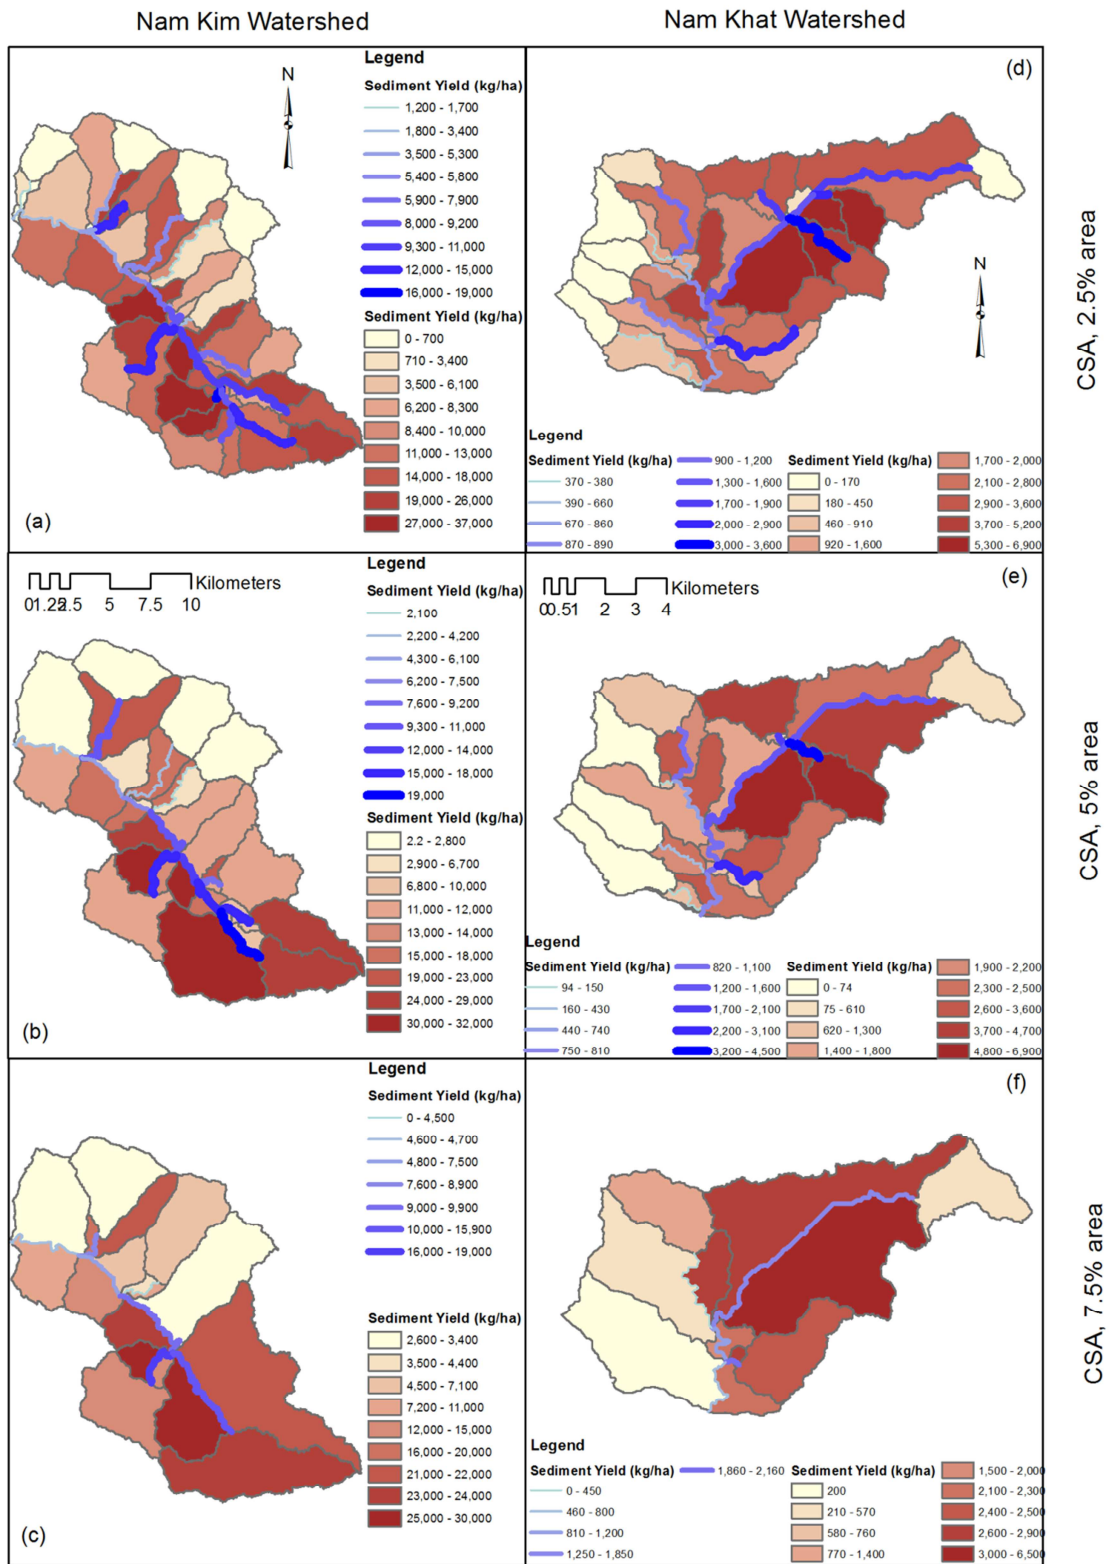 Nam Kim Watershed
Nam Khat Watershed
N
Legend
Sediment Yield (kg/ha)
1,200 - 1,700
1,800 - 3,400
3,500 - 5,300
5,400 - 5,800
5,900 - 7,900
8,000 - 9,200
9,300 - 11,000
12,000 - 15,000
16,000 - 19,000
Sediment Yield (kg/ha)
0 - 700
710 - 3,400
3,500 - 6,100
6,200 - 8,300
8,400 - 10,000
11,000 - 13,000
14,000 - 18,000
19,000 - 26,000
27,000 - 37,000
(a)
(d)
N
Legend
Sediment Yield (kg/ha)
370 - 380
390 - 660
670 - 860
870 - 890
900 - 1,200
1,300 - 1,600
1,700 - 1,900
2,000 - 2,900
3,000 - 3,600
Sediment Yield (kg/ha)
0 - 170
180 - 450
460 - 910
920 - 1,600
1,700 - 2,000
2,100 - 2,800
2,900 - 3,600
3,700 - 5,200
5,300 - 6,900
CSA, 2.5% area
Kilometers
5 7.5 10
Legend
Sediment Yield (kg/ha)
2,100
2,200 - 4,200
4,300 - 6,100
6,200 - 7,500
7,600 - 9,200
9,300 - 11,000
12,000 - 14,000
15,000 - 18,000
19,000
Sediment Yield (kg/ha)
2.2 - 2,800
2,900 - 6,700
6,800 - 10,000
11,000 - 12,000
13,000 - 14,000
15,000 - 18,000
19,000 - 23,000
24,000 - 29,000
30,000 - 32,000
(b)
(e)
Kilometers
00.51 2 3 4
Legend
Sediment Yield (kg/ha)
94 - 150
160 - 430
440 - 740
750 - 810
820 - 1,100
1,200 - 1,600
1,700 - 2,100
2,200 - 3,100
3,200 - 4,500
Sediment Yield (kg/ha)
0 - 74
75 - 610
620 - 1,300
1,400 - 1,800
1,900 - 2,200
2,300 - 2,500
2,600 - 3,600
3,700 - 4,700
4,800 - 6,900
CSA, 5% area
Legend
Sediment Yield (kg/ha)
0 - 4,500
4,600 - 4,700
4,800 - 7,500
7,600 - 8,900
9,000 - 9,900
10,000 - 15,900
16,000 - 19,000
Sediment Yield (kg/ha)
2,600 - 3,400
3,500 - 4,400
4,500 - 7,100
7,200 - 11,000
12,000 - 15,000
16,000 - 20,000
21,000 - 22,000
23,000 - 24,000
25,000 - 30,000
(c)
(f)
Legend
Sediment Yield (kg/ha)
0 - 450
460 - 800
810 - 1,200
1,250 - 1,850
1,860 - 2,160
Sediment Yield (kg/ha)
200
210 - 570
580 - 760
770 - 1,400
1,500 - 2,000
2,100 - 2,300
2,400 - 2,500
2,600 - 2,900
3,000 - 6,500
CSA, 7.5% area